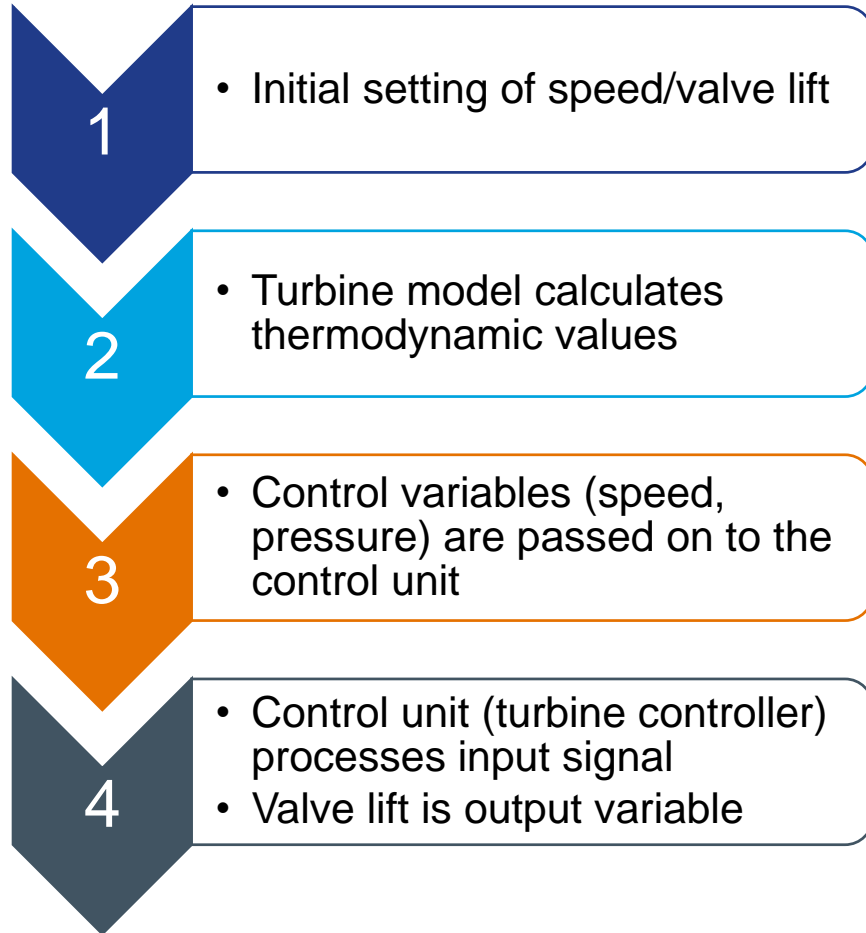 1
• Initial setting of speed/valve lift
2
• Turbine model calculates
thermodynamic values
3
• Control variables (speed,
pressure) are passed on to the
control unit
4
• Control unit (turbine controller)
processes input signal
• Valve lift is output variable